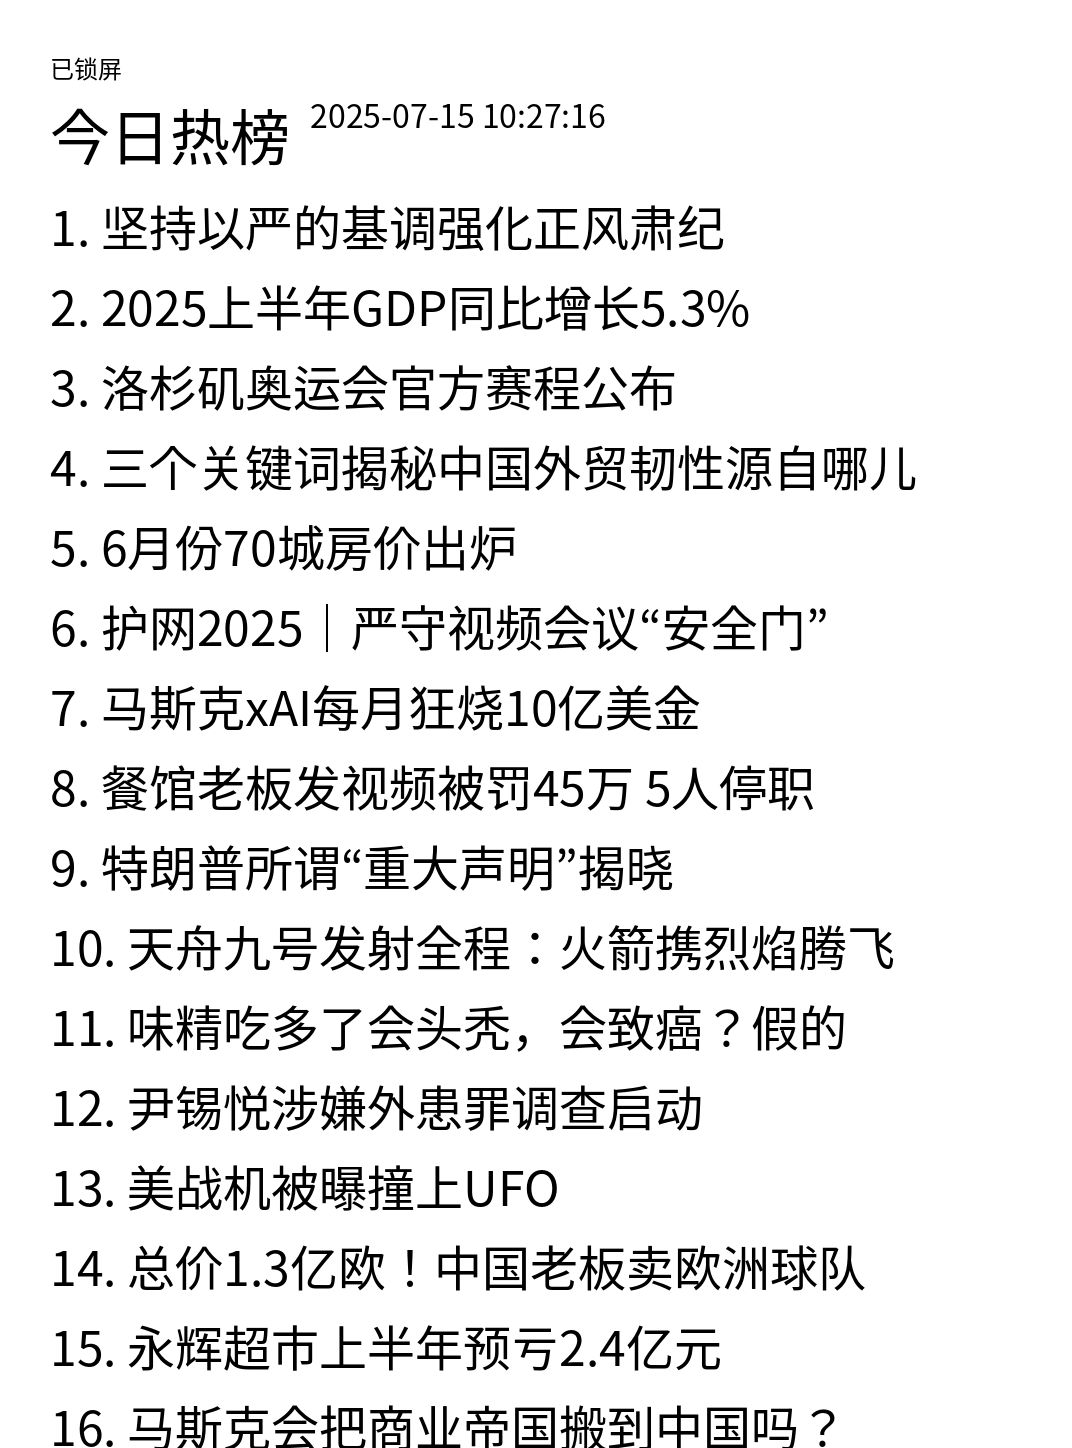 已锁屏
今日热榜 2025-07-15 10:27:16
1. 坚持以严的基调强化正风肃纪
2. 2025上半年GDP同比增长5.3%
3. 洛杉矶奥运会官方赛程公布
4. 三个关键词揭秘中国外贸韧性源自哪儿
5. 6月份70城房价出炉
6. 护网2025｜严守视频会议“安全门”
7. 马斯克xAI每月狂烧10亿美金
8. 餐馆老板发视频被罚45万 5人停职
9. 特朗普所谓“重大声明”揭晓
10. 天舟九号发射全程：火箭携烈焰腾飞
11. 味精吃多了会头秃，会致癌？假的
12. 尹锡悦涉嫌外患罪调查启动
13. 美战机被曝撞上UFO
14. 总价1.3亿欧！中国老板卖欧洲球队
15. 永辉超市上半年预亏2.4亿元
16. 马斯克会把商业帝国搬到中国吗？